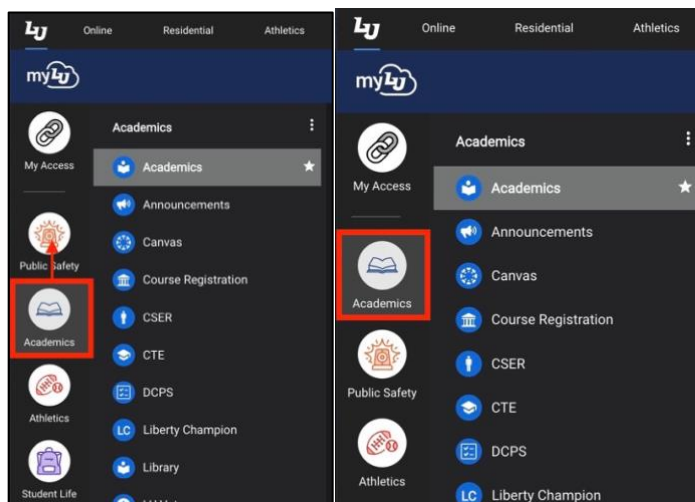 LU Online Residential Athletics
myLU
My Access
Public Safety
Academics
Athletics
Student Life
Academics
Academics
Announcements
Canvas
Course Registration
CSER
CTE
DCPS
LC Liberty Champion
Library
LU Online Residential Athletics
myLU
My Access
Academics
Public Safety
Athletics
Academics
Academics
Announcements
Canvas
Course Registration
CSER
CTE
DCPS
LC Liberty Champion